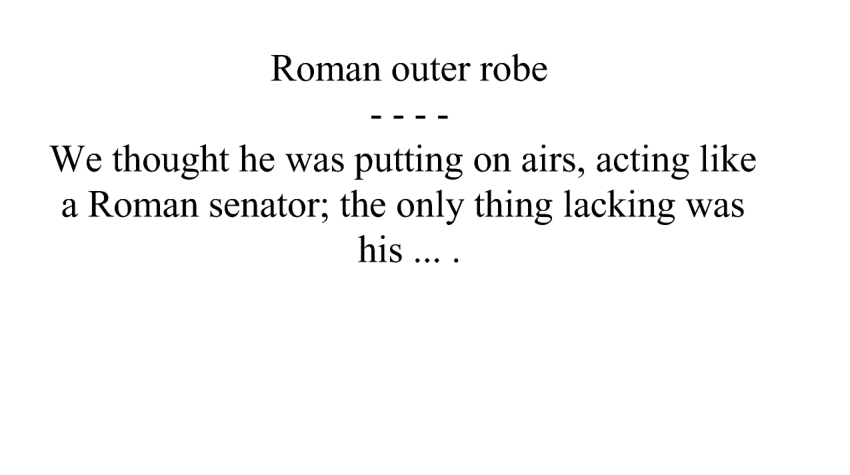 Roman outer robe
- - - -
We thought he was putting on airs, acting like
a Roman senator; the only thing lacking was
his ... .